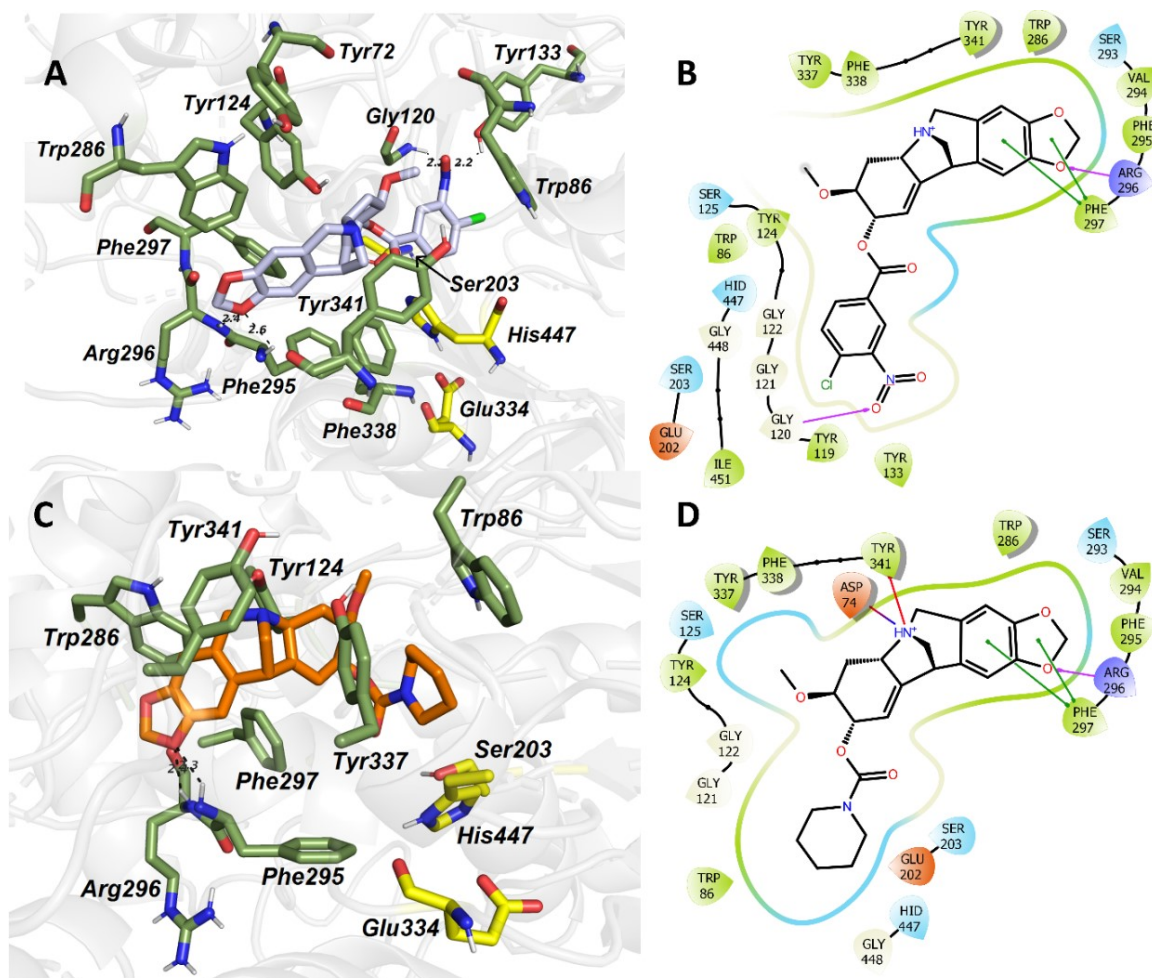 A
Tyr72
Tyr133
Tyr124
Gly120
Trp286
2.2
Trp86
Phe297
Ser203
Tyr341
His447
2.4
2.6
Arg296
Phe295
Glu334
Phe338
B
TYR
341
TRP
286
SER
293
TYR
337
PHE
338
VAL
294
PHE
295
HN+
O
O
ARG
296
O
PHE
297
SER
125
TYR
124
TRP
86
O
O
HID
447
GLY
122
GLY
448
GLY
121
SER
203
Cl
N+
O
O-
GLY
120
GLU
202
TYR
119
TYR
133
ILE
451
C
Tyr341
Trp86
Tyr124
Trp286
Ser203
Phe297
Tyr337
His447
Phe295
Arg296
Glu334
D
TRP
286
SER
293
TYR
341
PHE
338
TYR
337
VAL
294
ASP
74
SER
125
PHE
295
HN+
O
O
TYR
124
ARG
296
O
PHE
297
GLY
122
O
O
GLY
121
N
SER
203
GLU
202
TRP
86
HID
447
GLY
448